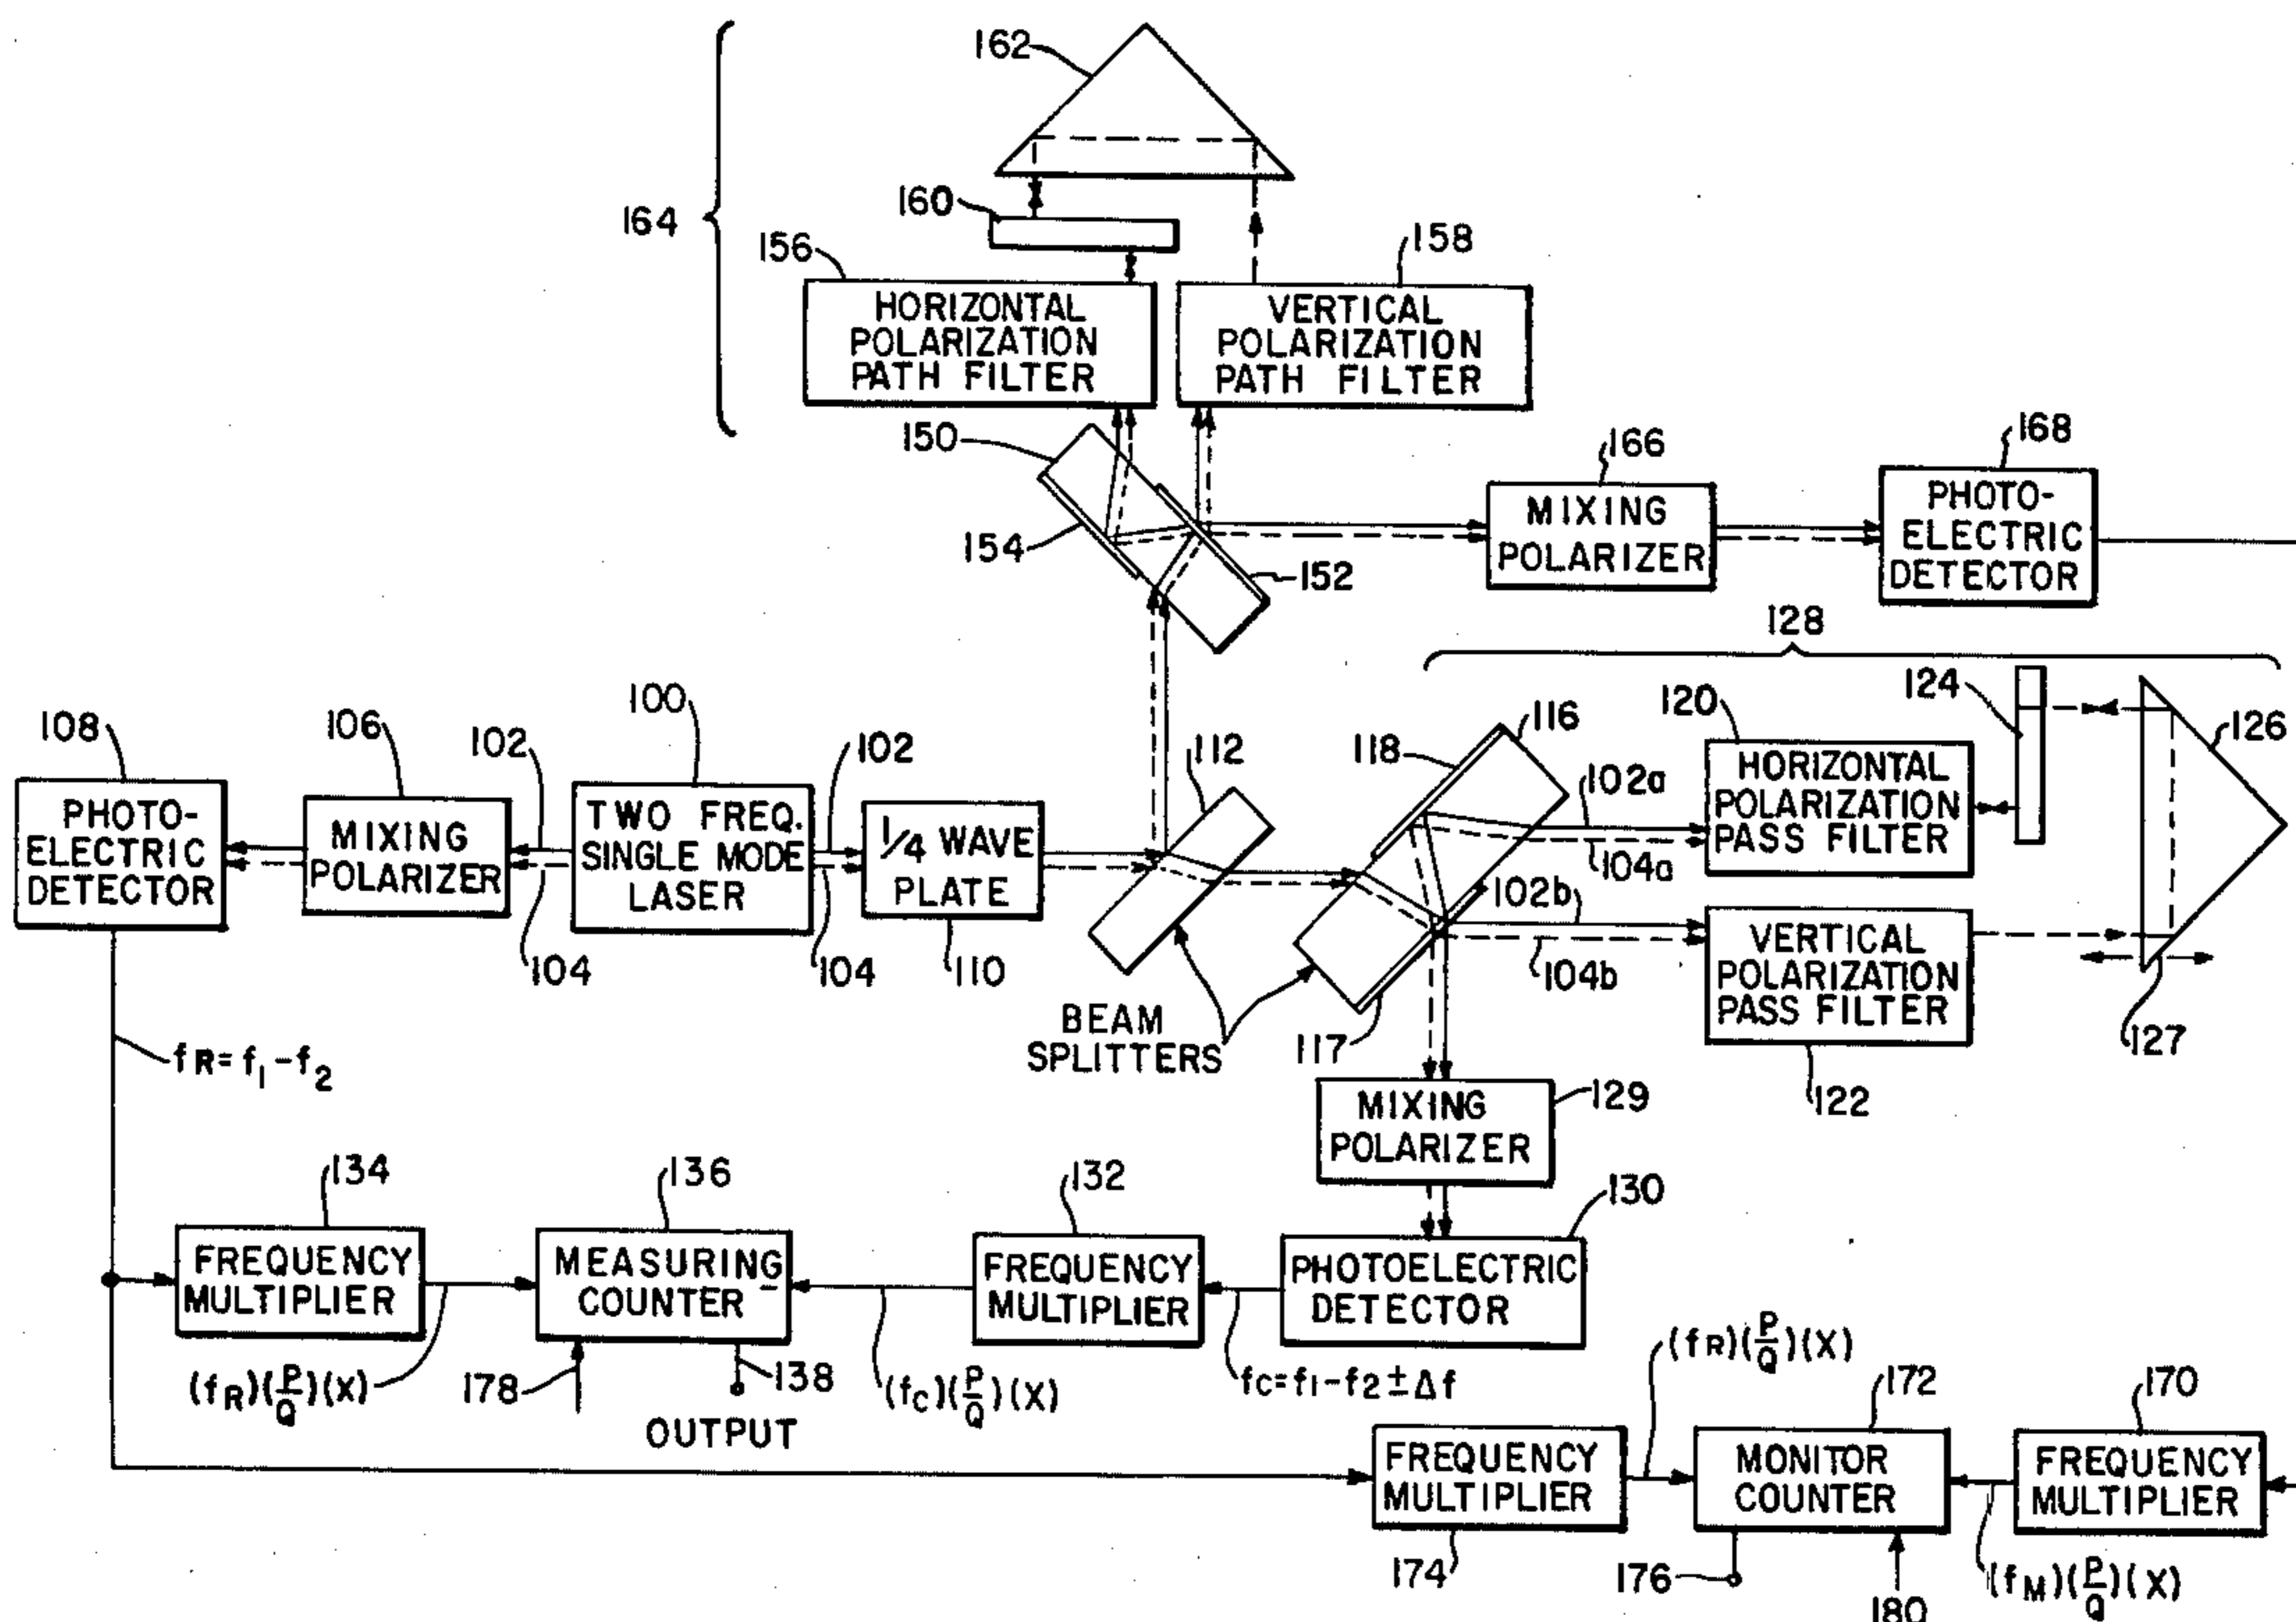 162
164
160
156
158
HORIZONTAL
POLARIZATION
PATH FILTER
VERTICAL
POLARIZATION
PATH FILTER
150
166
168
154
152
MIXING
POLARIZER
PHOTO-
ELECTRIC
DETECTOR
128
124
126
108
106
102
100
102
112
118
116
120
102a
104a
HORIZONTAL
POLARIZATION
PASS FILTER
PHOTO-
ELECTRIC
DETECTOR
MIXING
POLARIZER
TWO FREQ.
SINGLE MODE
LASER
1/4 WAVE
PLATE
102b
104b
VERTICAL
POLARIZATION
PASS FILTER
104
104
110
BEAM
SPLITTERS
117
127
122
fR = f1 - f2
MIXING
POLARIZER
129
134
136
132
130
FREQUENCY
MULTIPLIER
MEASURING
COUNTER
FREQUENCY
MULTIPLIER
PHOTOELECTRIC
DETECTOR
(fR)(P/Q)(X)
178
138
OUTPUT
(fC)(P/Q)(X)
fC = f1 - f2 ± Δf
(fR)(P/Q)(X)
172
170
FREQUENCY
MULTIPLIER
MONITOR
COUNTER
FREQUENCY
MULTIPLIER
174
176
180
(fM)(P/Q)(X)